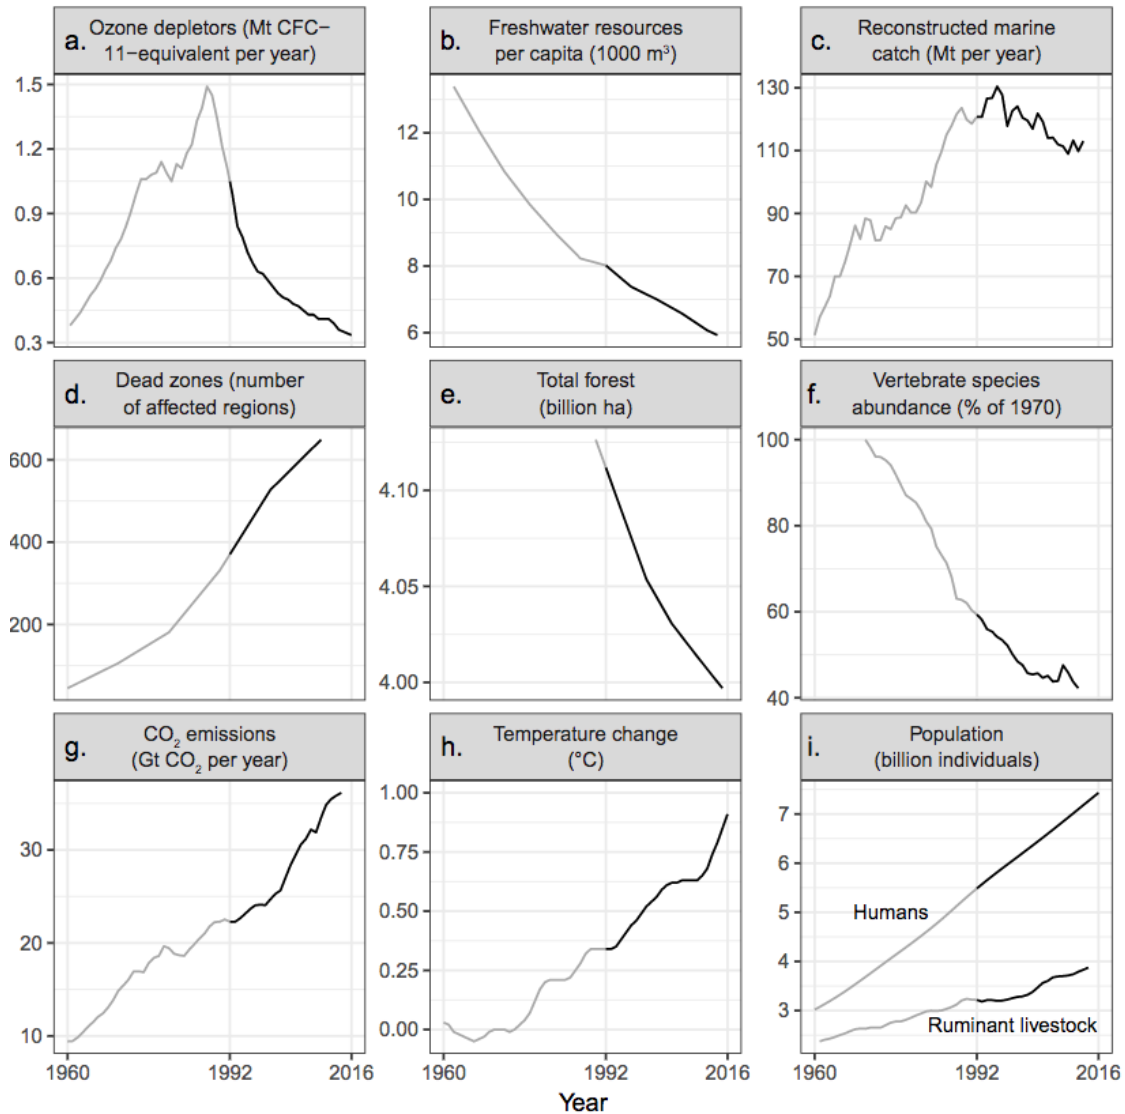 a. Ozone depletors (Mt CFC−
11−equivalent per year)
b. Freshwater resources
per capita (1000 m³)
c. Reconstructed marine
catch (Mt per year)
1.5
1.2
0.9
0.6
0.3
12
10
8
6
130
110
90
70
50
d. Dead zones (number
of affected regions)
e. Total forest
(billion ha)
f. Vertebrate species
abundance (% of 1970)
600
400
200
4.10
4.05
4.00
100
80
60
40
g. CO₂ emissions
(Gt CO₂ per year)
h. Temperature change
(°C)
i. Population
(billion individuals)
30
20
10
1.00
0.75
0.50
0.25
0.00
7
6
5
4
3
Humans
Ruminant livestock
1960 1992 2016
1960 1992 2016
1960 1992 2016
Year